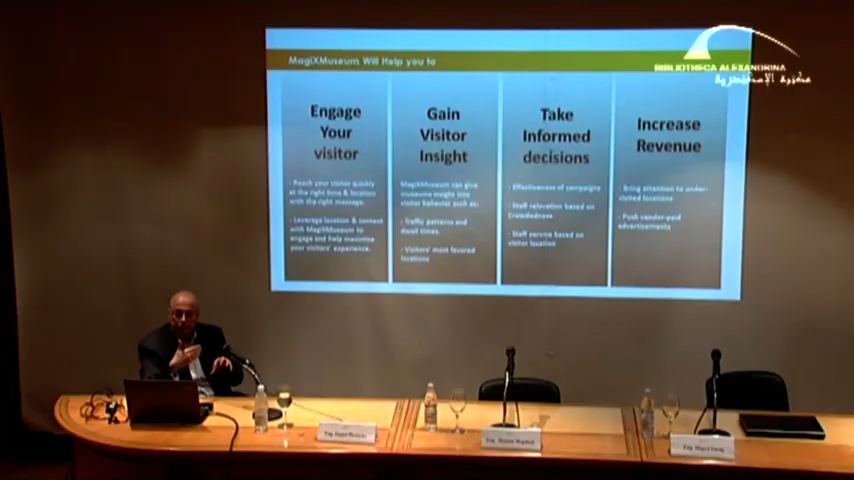 MagiXMuseum Will Help you to
BIBLIOTHECA ALEXANDRINA
مكتبة الإسكندرية
Engage
Your
visitor
- Reach your visitor quickly
at the right time & location
with the right message.
- Leverage location & context
with MagiXMuseum to
engage and help maximize
your visitors' experience.
Gain
Visitor
Insight
MagiXMuseum can give
museums insight into
visitor behavior such as:
- Traffic patterns and
dwell times.
- Visitors' most favored
locations
Take
Informed
decisions
- Effectiveness of campaigns
- Staff relocation based on
Crowdedness
- Staff service based on
visitor location
Increase
Revenue
- Bring attention to under-
visited locations
- Push vendor-paid
advertisements
Eng.
Eng.
Eng.